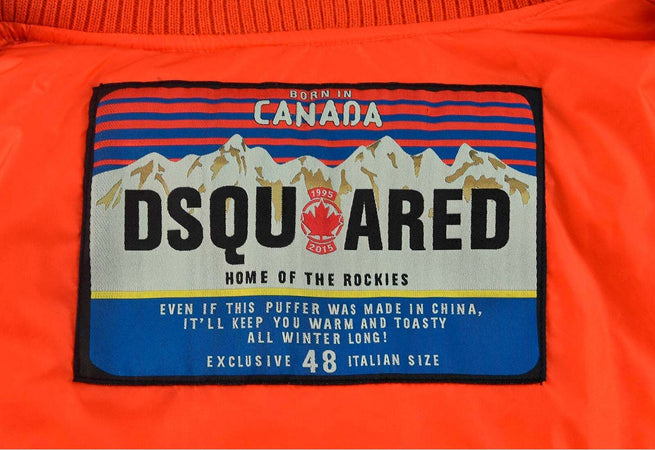 BORN IN
CANADA
1995
DSQU ARED
2015
HOME OF THE ROCKIES
EVEN IF THIS PUFFER WAS MADE IN CHINA,
IT'LL KEEP YOU WARM AND TOASTY
ALL WINTER LONG!
EXCLUSIVE 48 ITALIAN SIZE